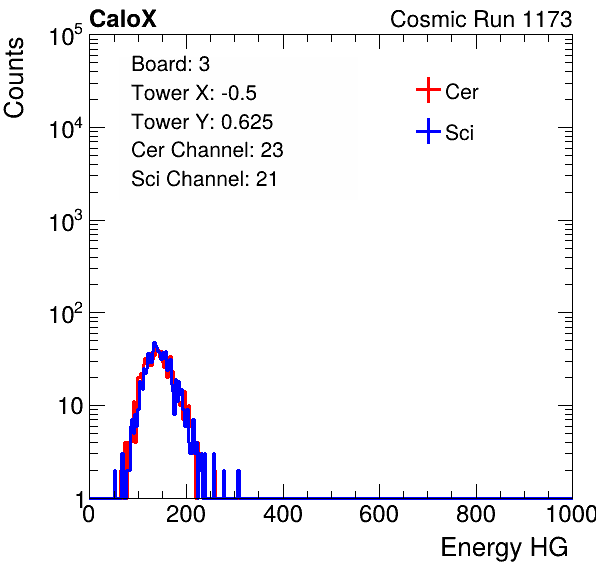 CaloX Cosmic Run 1173
Counts
10^5
10^4
10^3
10^2
10
1
Board: 3
Tower X: -0.5
Tower Y: 0.625
Cer Channel: 23
Sci Channel: 21
Cer
Sci
0 200 400 600 800 1000
Energy HG